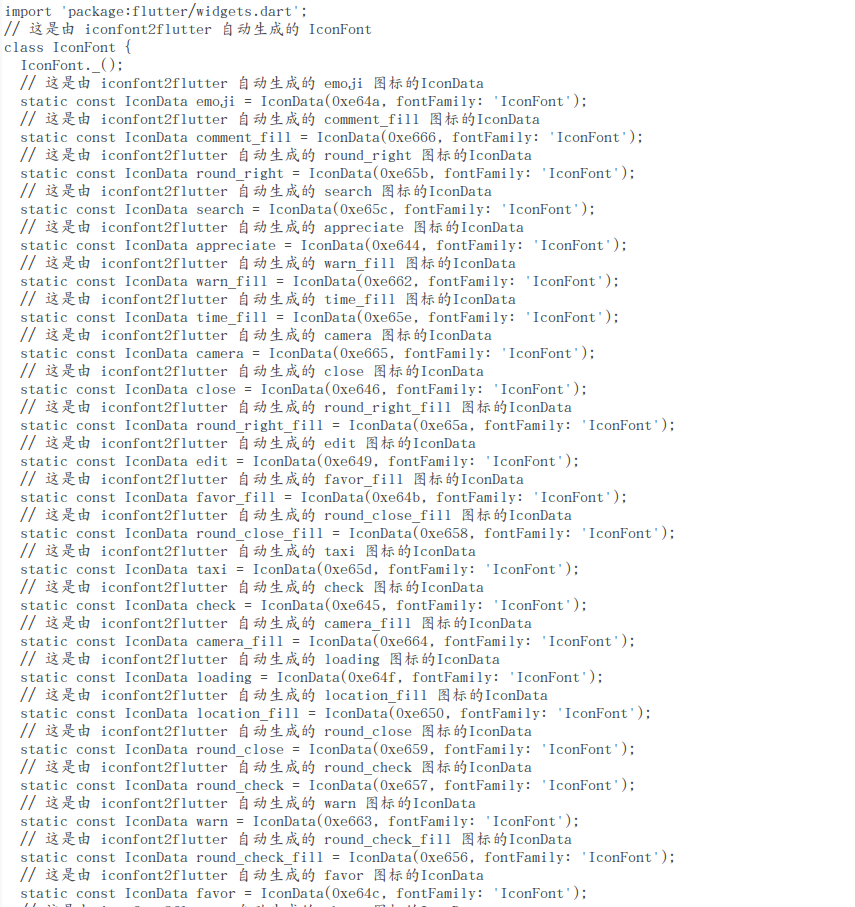 import 'package:flutter/widgets.dart';
// 这是由 iconfont2flutter 自动生成的 IconFont
class IconFont {
IconFont._();
// 这是由 iconfont2flutter 自动生成的 emoji 图标的IconData
static const IconData emoji = IconData(0xe64a, fontFamily: 'IconFont');
// 这是由 iconfont2flutter 自动生成的 comment_fill 图标的IconData
static const IconData comment_fill = IconData(0xe666, fontFamily: 'IconFont');
// 这是由 iconfont2flutter 自动生成的 round_right 图标的IconData
static const IconData round_right = IconData(0xe65b, fontFamily: 'IconFont');
// 这是由 iconfont2flutter 自动生成的 search 图标的IconData
static const IconData search = IconData(0xe65c, fontFamily: 'IconFont');
// 这是由 iconfont2flutter 自动生成的 appreciate 图标的IconData
static const IconData appreciate = IconData(0xe644, fontFamily: 'IconFont');
// 这是由 iconfont2flutter 自动生成的 warn_fill 图标的IconData
static const IconData warn_fill = IconData(0xe662, fontFamily: 'IconFont');
// 这是由 iconfont2flutter 自动生成的 time_fill 图标的IconData
static const IconData time_fill = IconData(0xe65e, fontFamily: 'IconFont');
// 这是由 iconfont2flutter 自动生成的 camera 图标的IconData
static const IconData camera = IconData(0xe665, fontFamily: 'IconFont');
// 这是由 iconfont2flutter 自动生成的 close 图标的IconData
static const IconData close = IconData(0xe646, fontFamily: 'IconFont');
// 这是由 iconfont2flutter 自动生成的 round_right_fill 图标的IconData
static const IconData round_right_fill = IconData(0xe65a, fontFamily: 'IconFont');
// 这是由 iconfont2flutter 自动生成的 edit 图标的IconData
static const IconData edit = IconData(0xe649, fontFamily: 'IconFont');
// 这是由 iconfont2flutter 自动生成的 favor_fill 图标的IconData
static const IconData favor_fill = IconData(0xe64b, fontFamily: 'IconFont');
// 这是由 iconfont2flutter 自动生成的 round_close_fill 图标的IconData
static const IconData round_close_fill = IconData(0xe658, fontFamily: 'IconFont');
// 这是由 iconfont2flutter 自动生成的 taxi 图标的IconData
static const IconData taxi = IconData(0xe65d, fontFamily: 'IconFont');
// 这是由 iconfont2flutter 自动生成的 check 图标的IconData
static const IconData check = IconData(0xe645, fontFamily: 'IconFont');
// 这是由 iconfont2flutter 自动生成的 camera_fill 图标的IconData
static const IconData camera_fill = IconData(0xe664, fontFamily: 'IconFont');
// 这是由 iconfont2flutter 自动生成的 loading 图标的IconData
static const IconData loading = IconData(0xe64f, fontFamily: 'IconFont');
// 这是由 iconfont2flutter 自动生成的 location_fill 图标的IconData
static const IconData location_fill = IconData(0xe650, fontFamily: 'IconFont');
// 这是由 iconfont2flutter 自动生成的 round_close 图标的IconData
static const IconData round_close = IconData(0xe659, fontFamily: 'IconFont');
// 这是由 iconfont2flutter 自动生成的 round_check 图标的IconData
static const IconData round_check = IconData(0xe657, fontFamily: 'IconFont');
// 这是由 iconfont2flutter 自动生成的 warn 图标的IconData
static const IconData warn = IconData(0xe663, fontFamily: 'IconFont');
// 这是由 iconfont2flutter 自动生成的 round_check_fill 图标的IconData
static const IconData round_check_fill = IconData(0xe656, fontFamily: 'IconFont');
// 这是由 iconfont2flutter 自动生成的 favor 图标的IconData
static const IconData favor = IconData(0xe64c, fontFamily: 'IconFont');